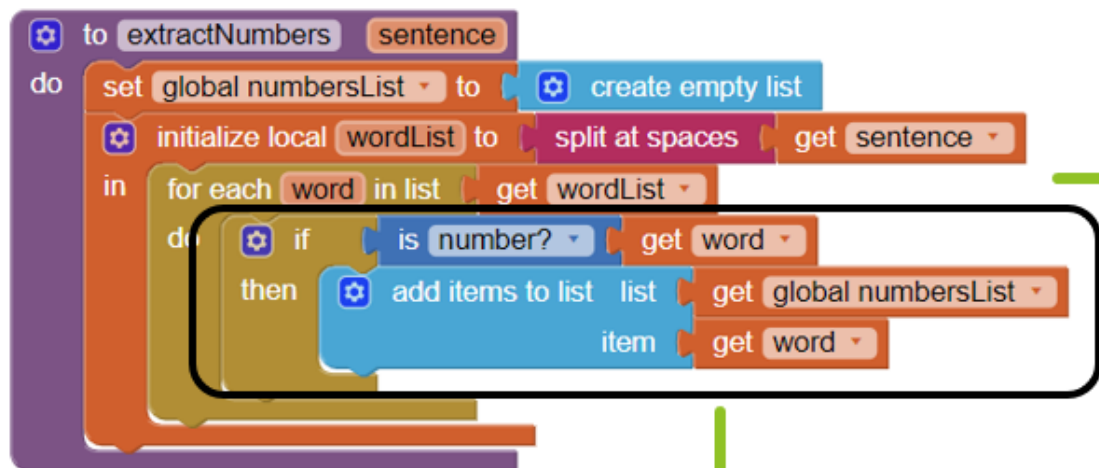 to extractNumbers sentence
do set global numbersList to create empty list
initialize local wordList to split at spaces get sentence
in for each word in list get wordList
do if is number? get word
then add items to list list get global numbersList
item get word